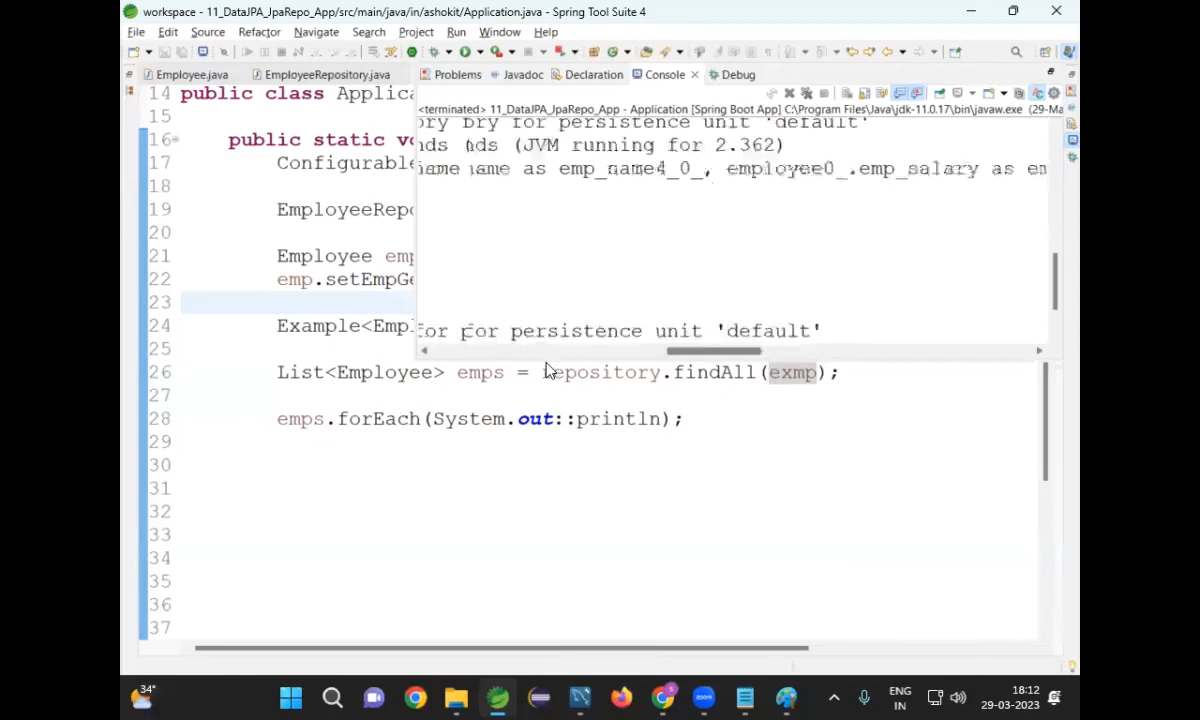 workspace - 11_DataJPA_JpaRepo_App/src/main/java/in/ashokit/Application.java - Spring Tool Suite 4
File Edit Source Refactor Navigate Search Project Run Window Help
Employee.java EmployeeRepository.java Problems Javadoc Declaration Console Debug
<terminated> 11_DataJPA_JpaRepo_App - Application [Spring Boot App] C:\Program Files\Java\jdk-11.0.17\bin\javaw.exe (29-Ma
for persistence unit 'default'
(JVM running for 2.362)
as emp_name4_0_, employee0_.emp_salary as em
for persistence unit 'default'
14 public class Applica
15
16 public static vo
17 Configurable
18
19 EmployeeRepo
20
21 Employee emp
22 emp.setEmpGe
23
24 Example<Empl
25
26 List<Employee> emps = repository.findAll(exmp);
27
28 emps.forEach(System.out::println);
29
30
31
32
33
34
35
36
37
34°
zoom
ENG
IN
18:12
29-03-2023